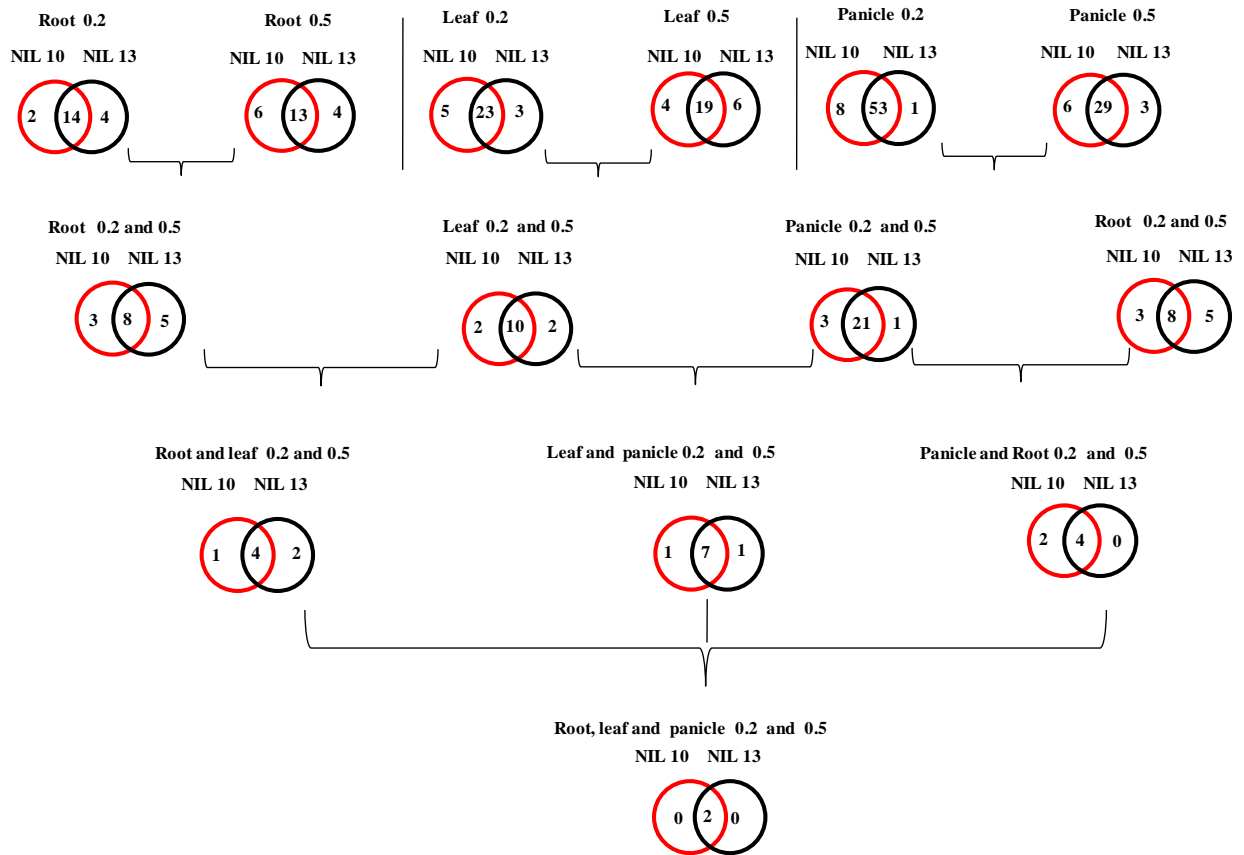 Root 0.2
Root 0.5
Leaf 0.2
Leaf 0.5
Panicle 0.2
Panicle 0.5
NIL 10 NIL 13
NIL 10 NIL 13
NIL 10 NIL 13
NIL 10 NIL 13
NIL 10 NIL 13
NIL 10 NIL 13
2 14 4
6 13 4
5 23 3
4 19 6
8 53 1
6 29 3
Root 0.2 and 0.5
Leaf 0.2 and 0.5
Panicle 0.2 and 0.5
Root 0.2 and 0.5
NIL 10 NIL 13
NIL 10 NIL 13
NIL 10 NIL 13
NIL 10 NIL 13
3 8 5
2 10 2
3 21 1
3 8 5
Root and leaf 0.2 and 0.5
Leaf and panicle 0.2 and 0.5
Panicle and Root 0.2 and 0.5
NIL 10 NIL 13
NIL 10 NIL 13
NIL 10 NIL 13
1 4 2
1 7 1
2 4 0
Root, leaf and panicle 0.2 and 0.5
NIL 10 NIL 13
0 2 0